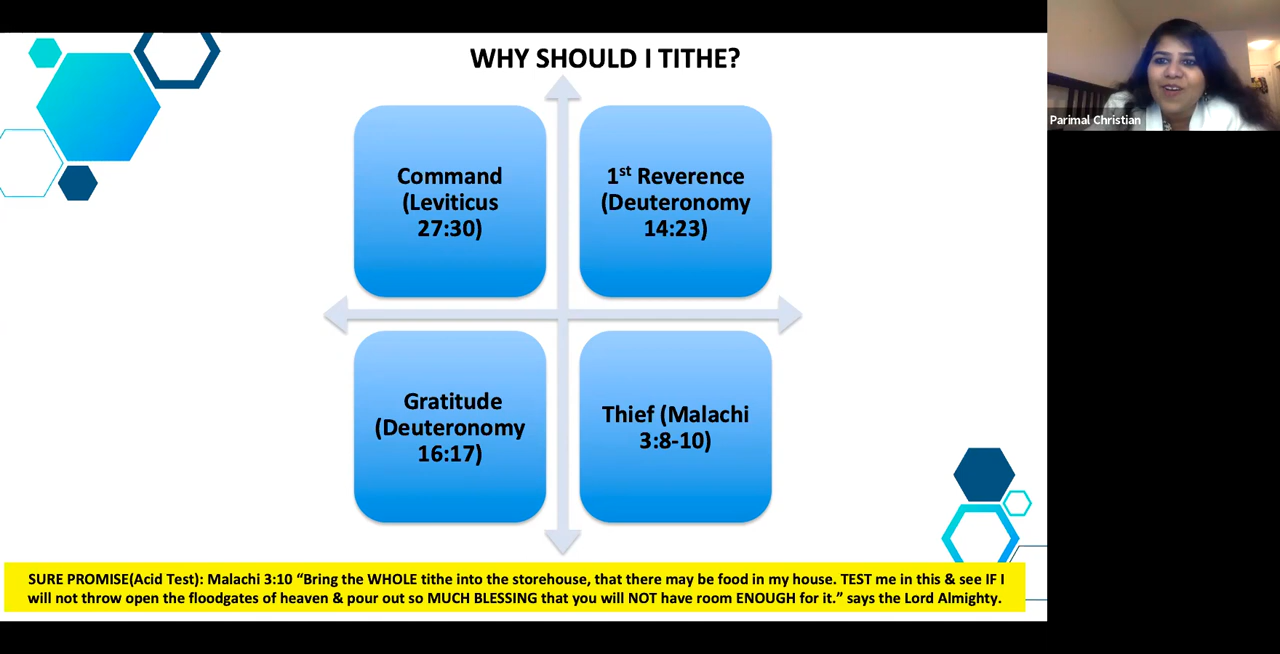 WHY SHOULD I TITHE?
Parimal Christian
Command
(Leviticus
27:30)
1st Reverence
(Deuteronomy
14:23)
Gratitude
(Deuteronomy
16:17)
Thief (Malachi
3:8-10)
SURE PROMISE(Acid Test): Malachi 3:10 “Bring the WHOLE tithe into the storehouse, that there may be food in my house. TEST me in this & see IF I
will not throw open the floodgates of heaven & pour out so MUCH BLESSING that you will NOT have room ENOUGH for it.” says the Lord Almighty.